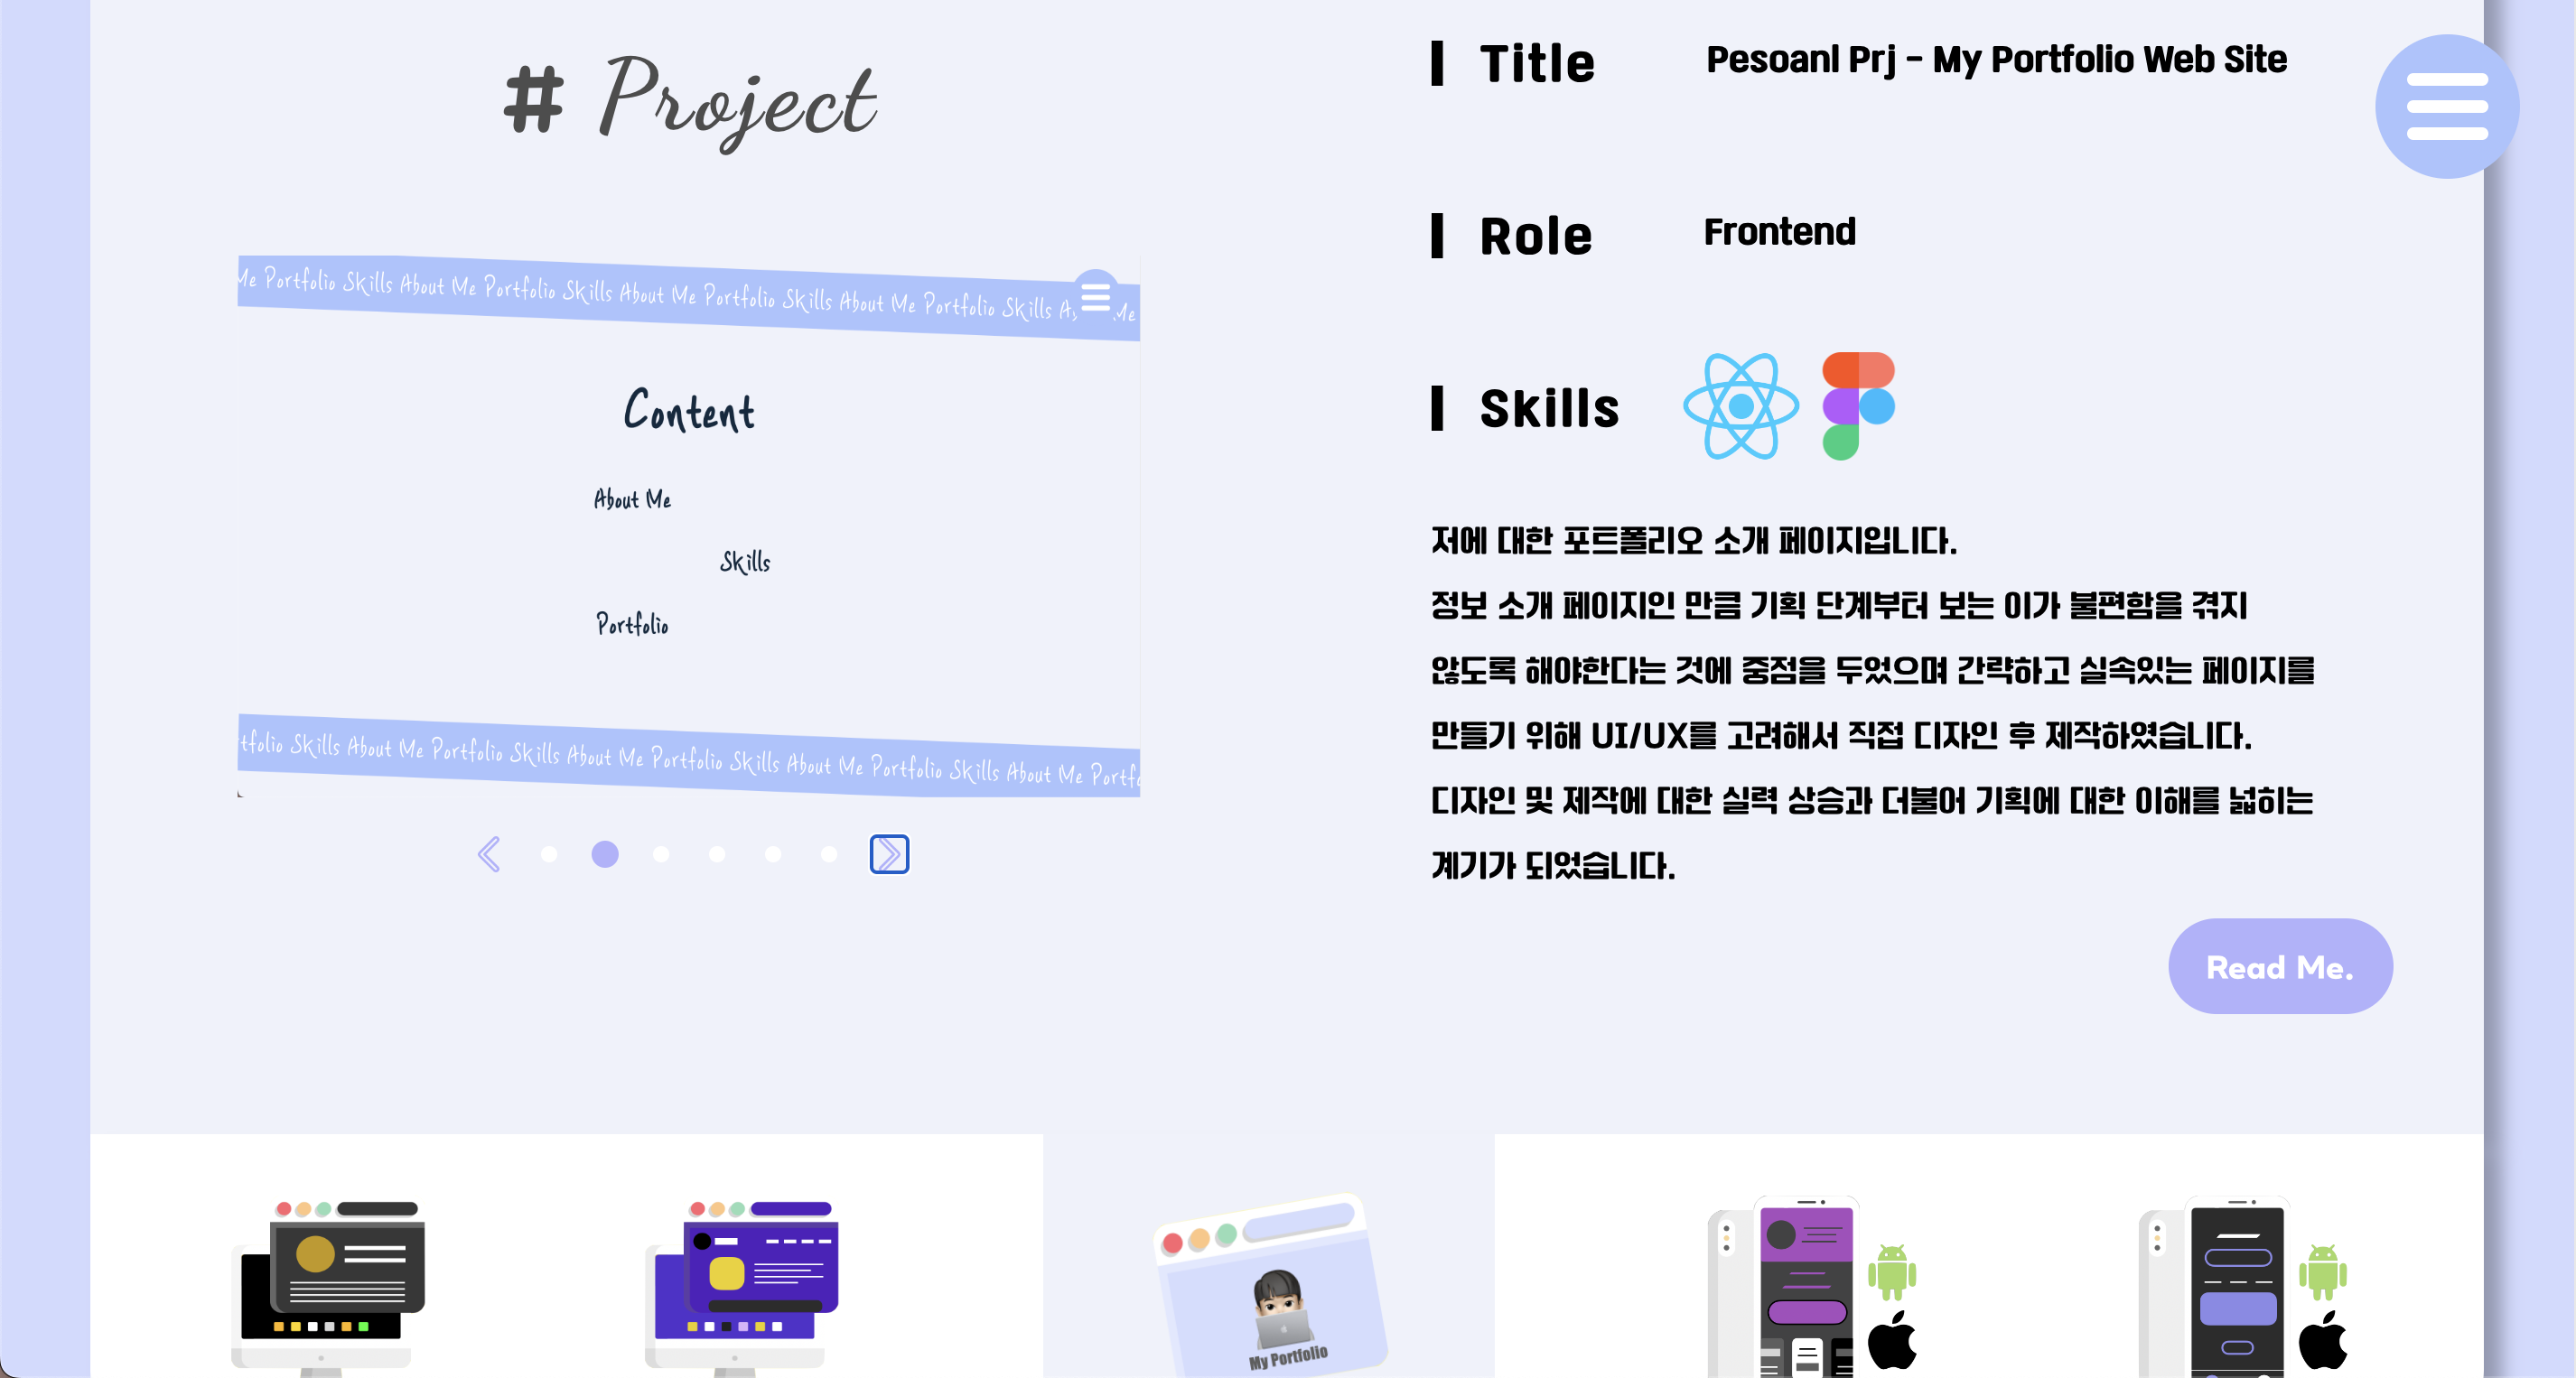 # Project
Title Pesoanl Prj - My Portfolio Web Site
Role Frontend
Skills
Me Portfolio Skills About Me Portfolio Skills About Me Portfolio Skills About Me Portfolio Skills Me
Content
About Me
Skills
Portfolio
Skills About Me Portfolio Skills About Me Portfolio Skills About Me Portfolio Skills About Me
저에 대한 포트폴리오 소개 페이지입니다.
정보 소개 페이지인 만큼 기획 단계부터 보는 이가 불편함을 겪지
않도록 해야한다는 것에 중점을 두었으며 간략하고 실속있는 페이지를
만들기 위해 UI/UX를 고려해서 직접 디자인 후 제작하였습니다.
디자인 및 제작에 대한 실력 상승과 더불어 기획에 대한 이해를 넓히는
계기가 되었습니다.
Read Me.
My Portfolio